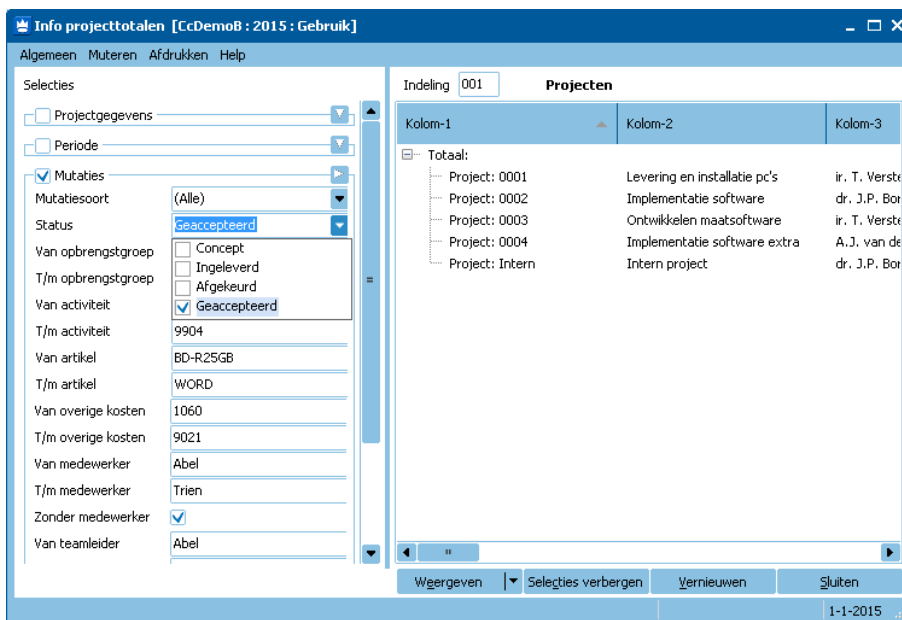 Info projecttotalen [CcDemoB : 2015 : Gebruik]
Algemeen Muteren Afdrukken Help
Selecties
Projectgegevens
Periode
Mutaties
Mutatiesoort (Alle)
Status Geaccepteerd
Van opbrengstgroep
Concept
Ingeleverd
T/m opbrengstgroep
Afgekeurd
Van activiteit
Geaccepteerd
T/m activiteit 9904
Van artikel BD-R25GB
T/m artikel WORD
Van overige kosten 1060
T/m overige kosten 9021
Van medewerker Abel
T/m medewerker Trien
Zonder medewerker
Van teamleider Abel
Indeling 001 Projecten
Kolom-1 Kolom-2 Kolom-3
Totaal:
Project: 0001 Levering en installatie pc's ir. T. Verste
Project: 0002 Implementatie software dr. J.P. Bor
Project: 0003 Ontwikkelen maatsoftware ir. T. Verste
Project: 0004 Implementatie software extra A.J. van de
Project: Intern Intern project dr. J.P. Bor
Weergeven Selecties verbergen Vernieuwen Sluiten
1-1-2015